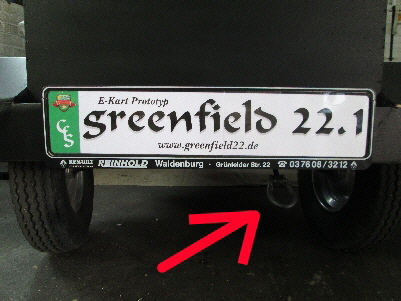 E-Kart Prototyp
greenfield 22.1
www.greenfield22.de
RENAULT REINHOLD Waldenburg · Grünfelder Str. 22 ☎ 037608/3212